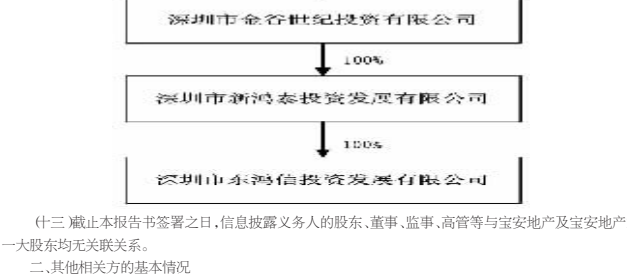 深圳市金谷世纪投资有限公司
100%
深圳市新鸿泰投资发展有限公司
100%
深圳市东鸿信投资发展有限公司
(十三)截止本报告书签署之日,信息披露义务人的股东、董事、监事、高管等与宝安地产及宝安地产
一大股东均无关联关系。
二、其他相关方的基本情况